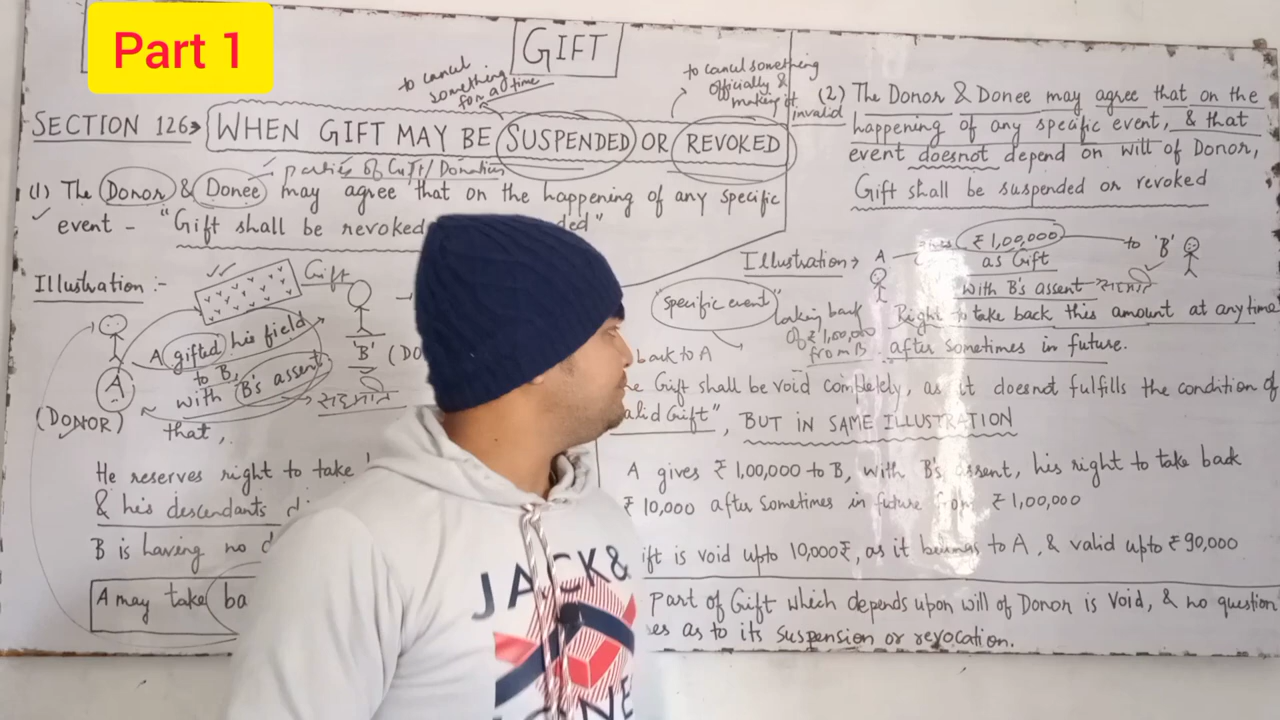 Part 1
GIFT
to cancel
something
for a time
to cancel something
officially &
making it
invalid
SECTION 126
WHEN GIFT MAY BE SUSPENDED OR REVOKED
parties of Gift/Donation
(1) The Donor & Donee may agree that on the happening of any specific
event - "Gift shall be revoked ded"
Illustration :-
Gift
A gifted his field
to B,
with B's assent
that,
A
(DONOR)
'B' (DO
सहमति
He reserves right to take
& his descendants d
B is having no d
A may take ba
(2) The Donor & Donee may agree that on the
happening of any specific event, & that
event doesnot depend on will of Donor,
Gift shall be suspended or revoked
Illustration → A gives ₹ 1,00,000 to 'B'
as Gift
with B's assent सहमति
"specific event"
taking back
of ₹ 1,00,000
from B
Right to take back this amount at any time
after sometimes in future.
back to A
e Gift shall be void completely, as it doesnot fulfills the condition of
alid Gift", BUT IN SAME ILLUSTRATION
A gives ₹ 1,00,000 to B, with B's assent, his right to take back
₹ 10,000 after sometimes in future from ₹ 1,00,000
ift is void upto 10,000₹, as it belongs to A, & valid upto ₹ 90,000
part of Gift which depends upon will of Donor is void, & no question
es as to its suspension or revocation.
JACK &
JONE